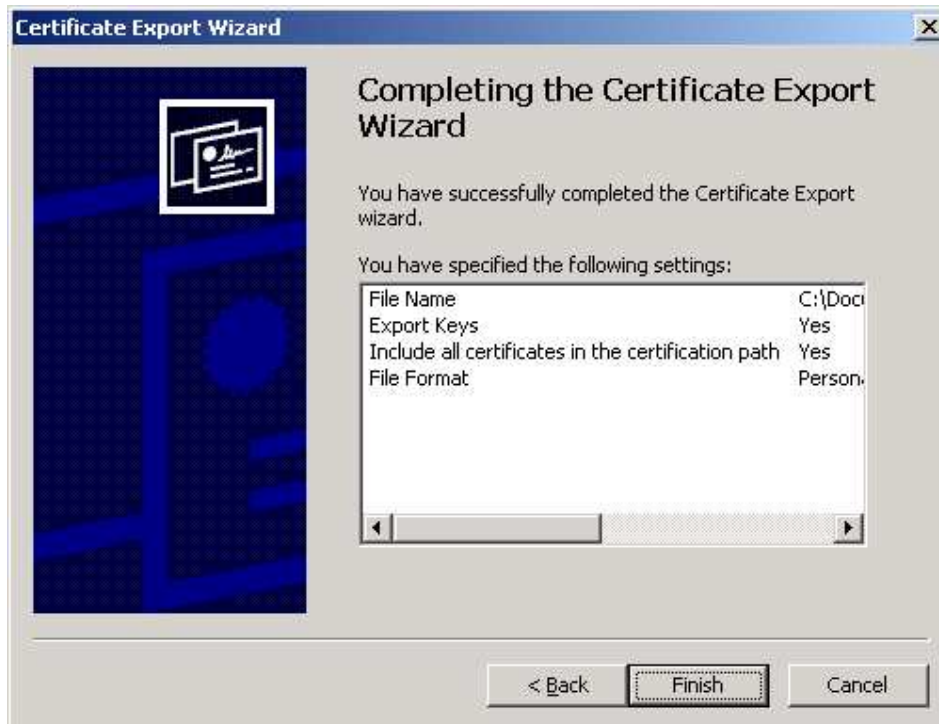 Certificate Export Wizard
Completing the Certificate Export
Wizard
You have successfully completed the Certificate Export
wizard.
You have specified the following settings:
File Name C:\Docu
Export Keys Yes
Include all certificates in the certification path Yes
File Format Persona
< Back Finish Cancel